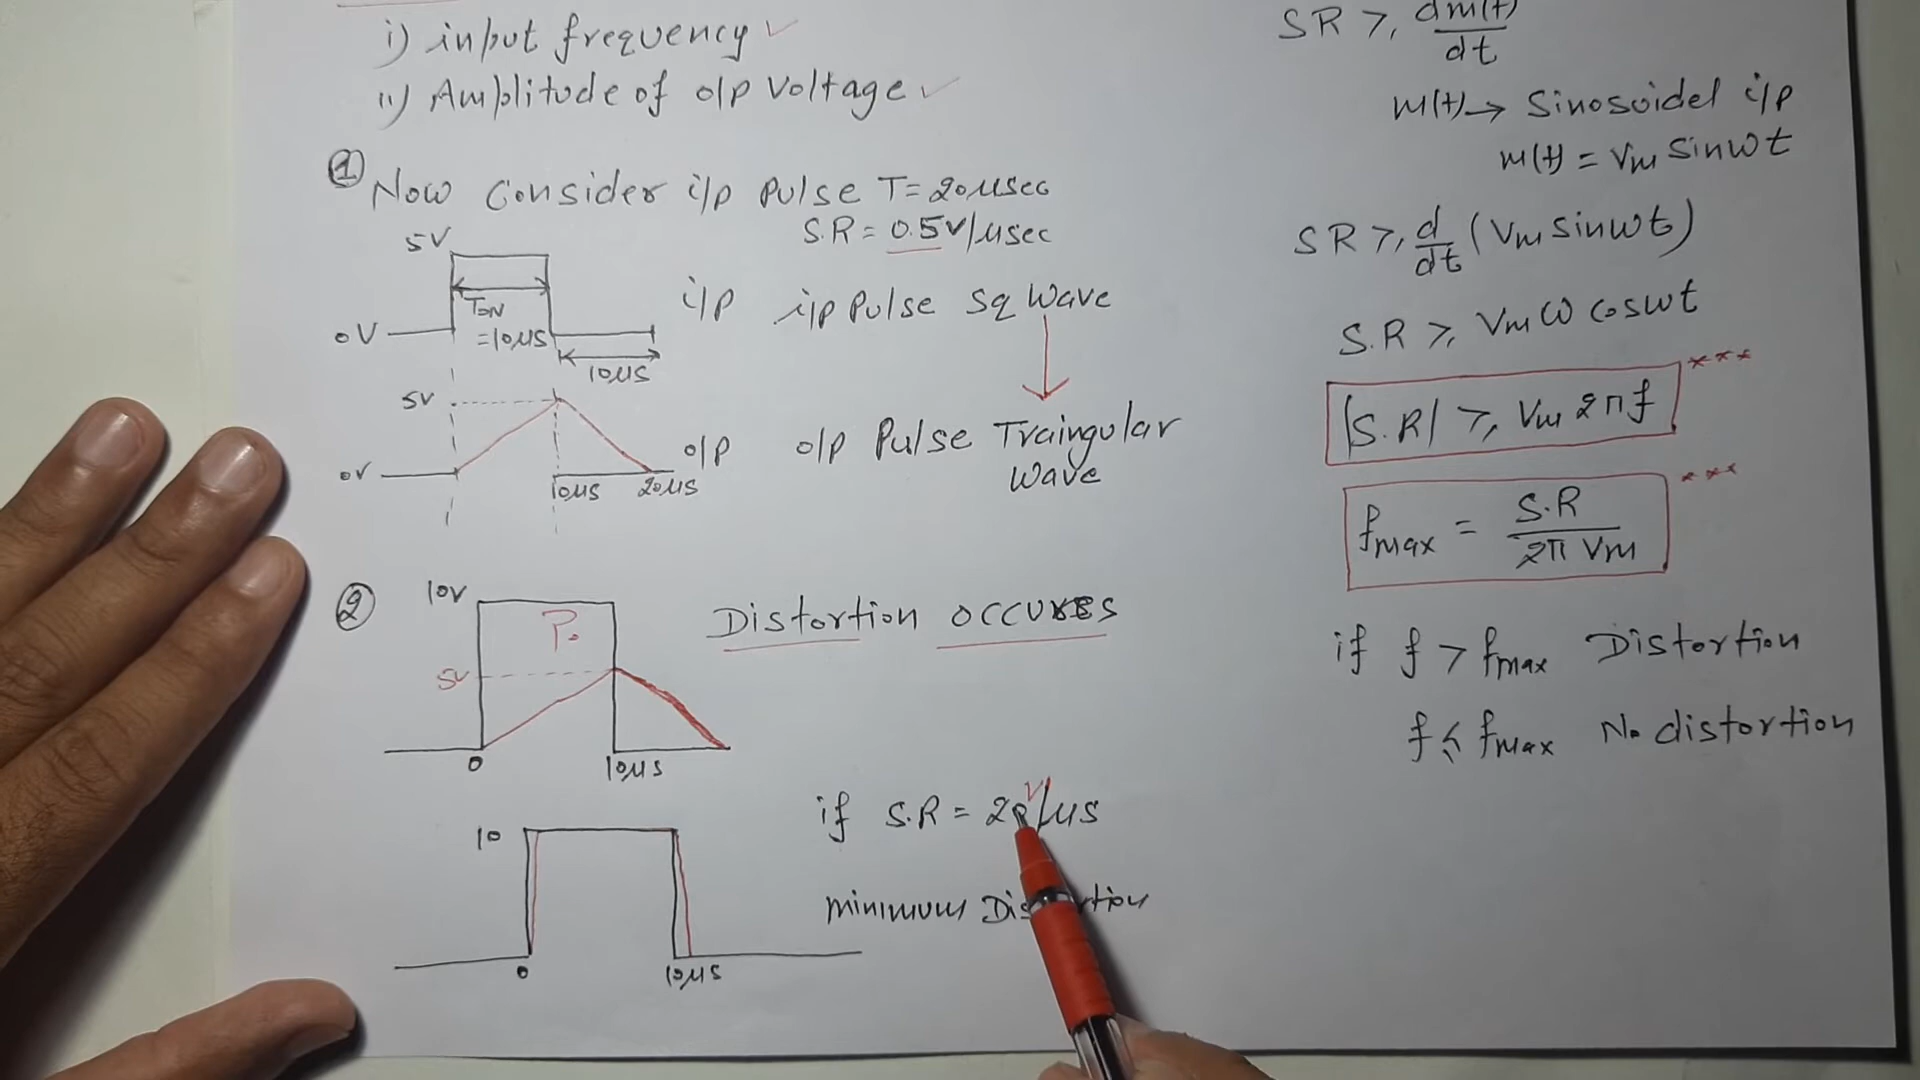 i) input frequency ✓
ii) Amplitude of o/p voltage ✓
① Now Consider i/p pulse T=20μsec
S.R = 0.5V/μsec
5V
TON
=10μs
0V
10μs
i/p i/p Pulse Sq Wave
5V
0V
10μs 20μs
o/p o/p Pulse Traingular
Wave
②
10V
P.
5V
0
10μs
Distortion occures
10
0
10μs
if S.R = 20V/μs
minimum Distortion
SR ≥ dm(t)/dt
m(t) → Sinosoidel i/p
m(t) = Vm Sinωt
SR ≥ d/dt (Vm Sinωt)
S.R ≥ Vm ω cosωt
|S.R| ≥ Vm 2πf ***
fmax = S.R/2π Vm ***
if f > fmax Distortion
f ≤ fmax No distortion